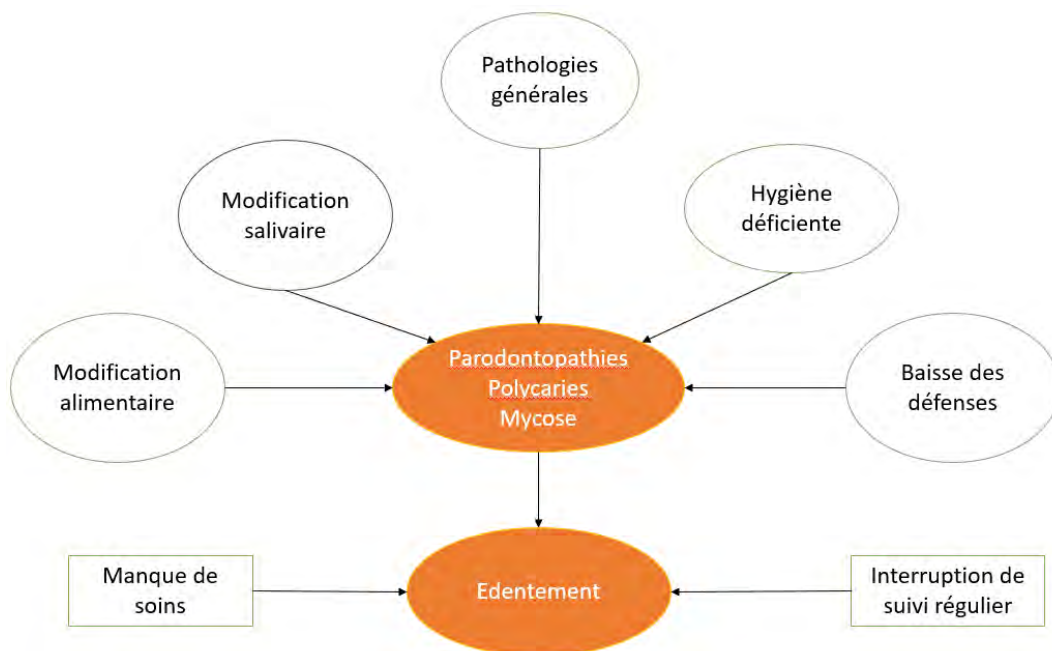 Pathologies
générales
Modification
salivaire
Hygiène
déficiente
Modification
alimentaire
Parodontopathies
Polycaries
Mycose
Baisse des
défenses
Manque de
soins
Edentement
Interruption de
suivi régulier